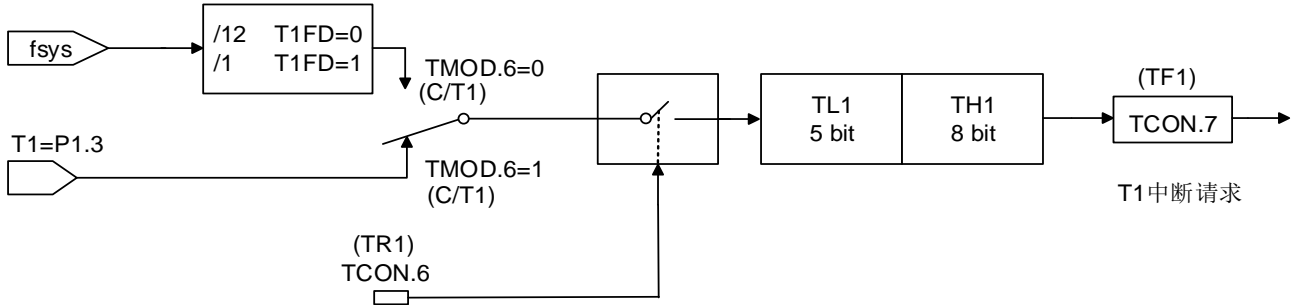 fsys
/12 T1FD=0
/1 T1FD=1
TMOD.6=0
(C/T1)
T1=P1.3
TMOD.6=1
(C/T1)
(TR1)
TCON.6
TL1
5 bit
TH1
8 bit
(TF1)
TCON.7
T1中断请求